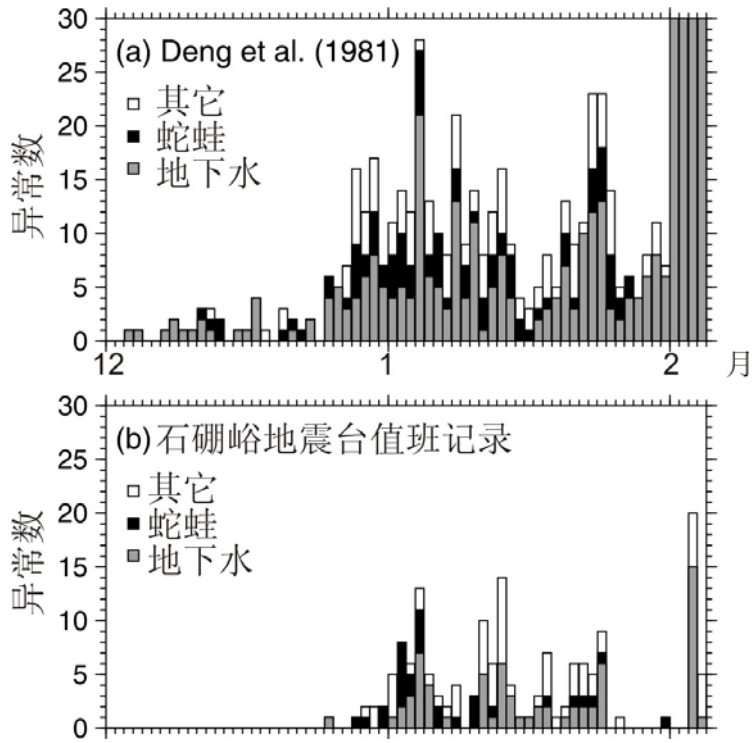 30
(a) Deng et al. (1981)
25
其它
20
蛇蛙
地下水
15
10
5
0
异常数
12
1
2
月
30
(b) 石硼峪地震台值班记录
25
其它
20
蛇蛙
地下水
15
10
5
0
异常数